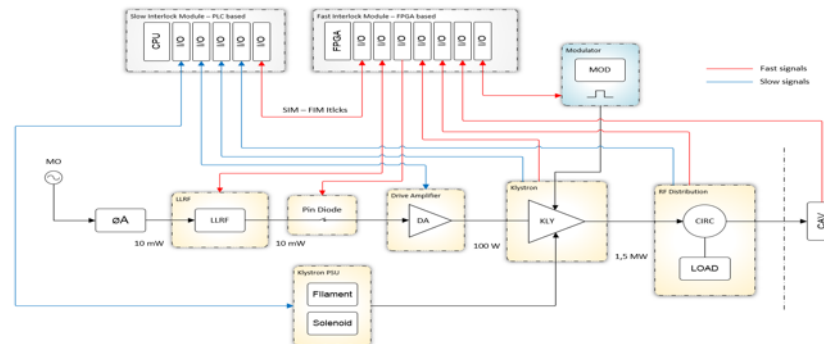 Slow Interlock Module – PLC based
CPU
I/O
I/O
I/O
I/O
I/O
Fast Interlock Module – FPGA based
FPGA
I/O
I/O
I/O
I/O
I/O
I/O
I/O
Modulator
MOD
Fast signals
Slow signals
SIM – FIM Itlcks
MO
øA
10 mW
LLRF
LLRF
10 mW
Pin Diode
Drive Amplifier
DA
100 W
Klystron
KLY
1,5 MW
RF Distribution
CIRC
LOAD
CAV
Klystron PSU
Filament
Solenoid